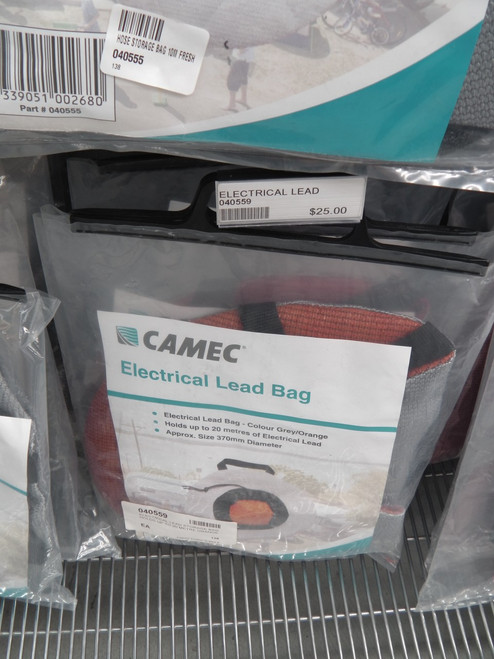 HOSE STORAGE BAG 10M FRESH
040555
138
339051 002680
Part # 040555
ELECTRICAL LEAD
040559
$25.00
CAMEC
Electrical Lead Bag
• Electrical Lead Bag - Colour Grey/Orange
• Holds up to 20 metres of Electrical Lead
• Approx. Size 370mm Diameter
040559
EA